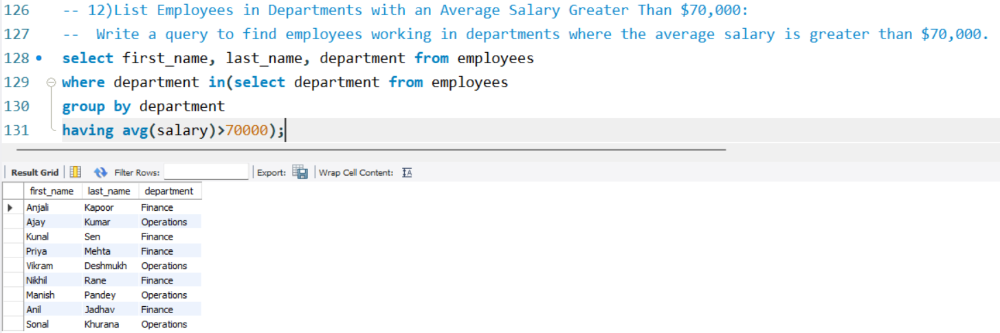 126 -- 12)List Employees in Departments with an Average Salary Greater Than $70,000:
127 -- Write a query to find employees working in departments where the average salary is greater than $70,000.
128 select first_name, last_name, department from employees
129 where department in(select department from employees
130 group by department
131 having avg(salary)>70000);
Result Grid Filter Rows: Export: Wrap Cell Content: IA
first_name last_name department
Anjali Kapoor Finance
Ajay Kumar Operations
Kunal Sen Finance
Priya Mehta Finance
Vikram Deshmukh Operations
Nikhil Rane Finance
Manish Pandey Operations
Anil Jadhav Finance
Sonal Khurana Operations